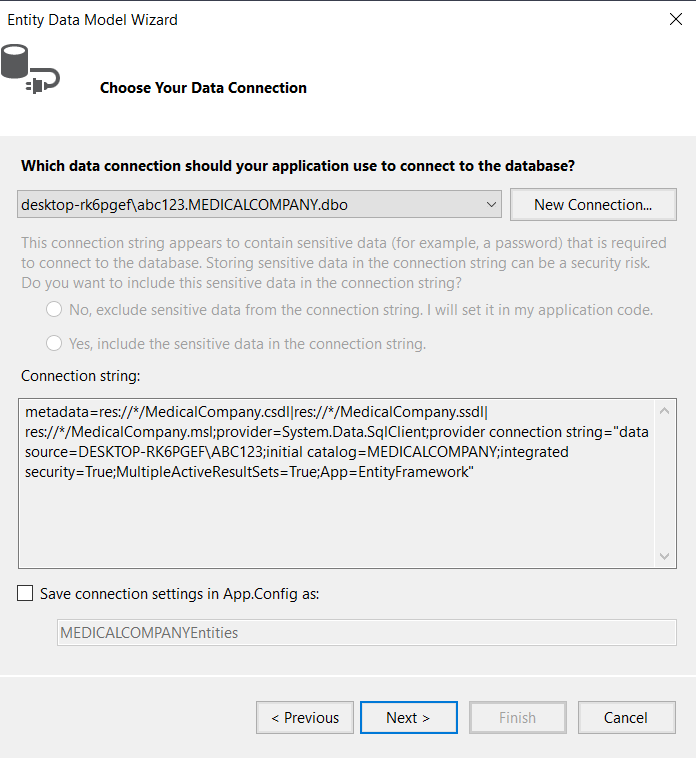 Entity Data Model Wizard
Choose Your Data Connection
Which data connection should your application use to connect to the database?
desktop-rk6pgef\abc123.MEDICALCOMPANY.dbo
New Connection...
This connection string appears to contain sensitive data (for example, a password) that is required
to connect to the database. Storing sensitive data in the connection string can be a security risk.
Do you want to include this sensitive data in the connection string?
No, exclude sensitive data from the connection string. I will set it in my application code.
Yes, include the sensitive data in the connection string.
Connection string:
metadata=res://*/MedicalCompany.csdl|res://*/MedicalCompany.ssdl|
res://*/MedicalCompany.msl;provider=System.Data.SqlClient;provider connection string="data
source=DESKTOP-RK6PGEF\ABC123;initial catalog=MEDICALCOMPANY;integrated
security=True;MultipleActiveResultSets=True;App=EntityFramework"
Save connection settings in App.Config as:
MEDICALCOMPANYEntities
< Previous
Next >
Finish
Cancel